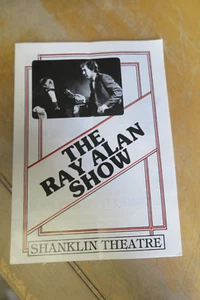 THE
RAY ALAN
SHOW
SHANKLIN THEATRE